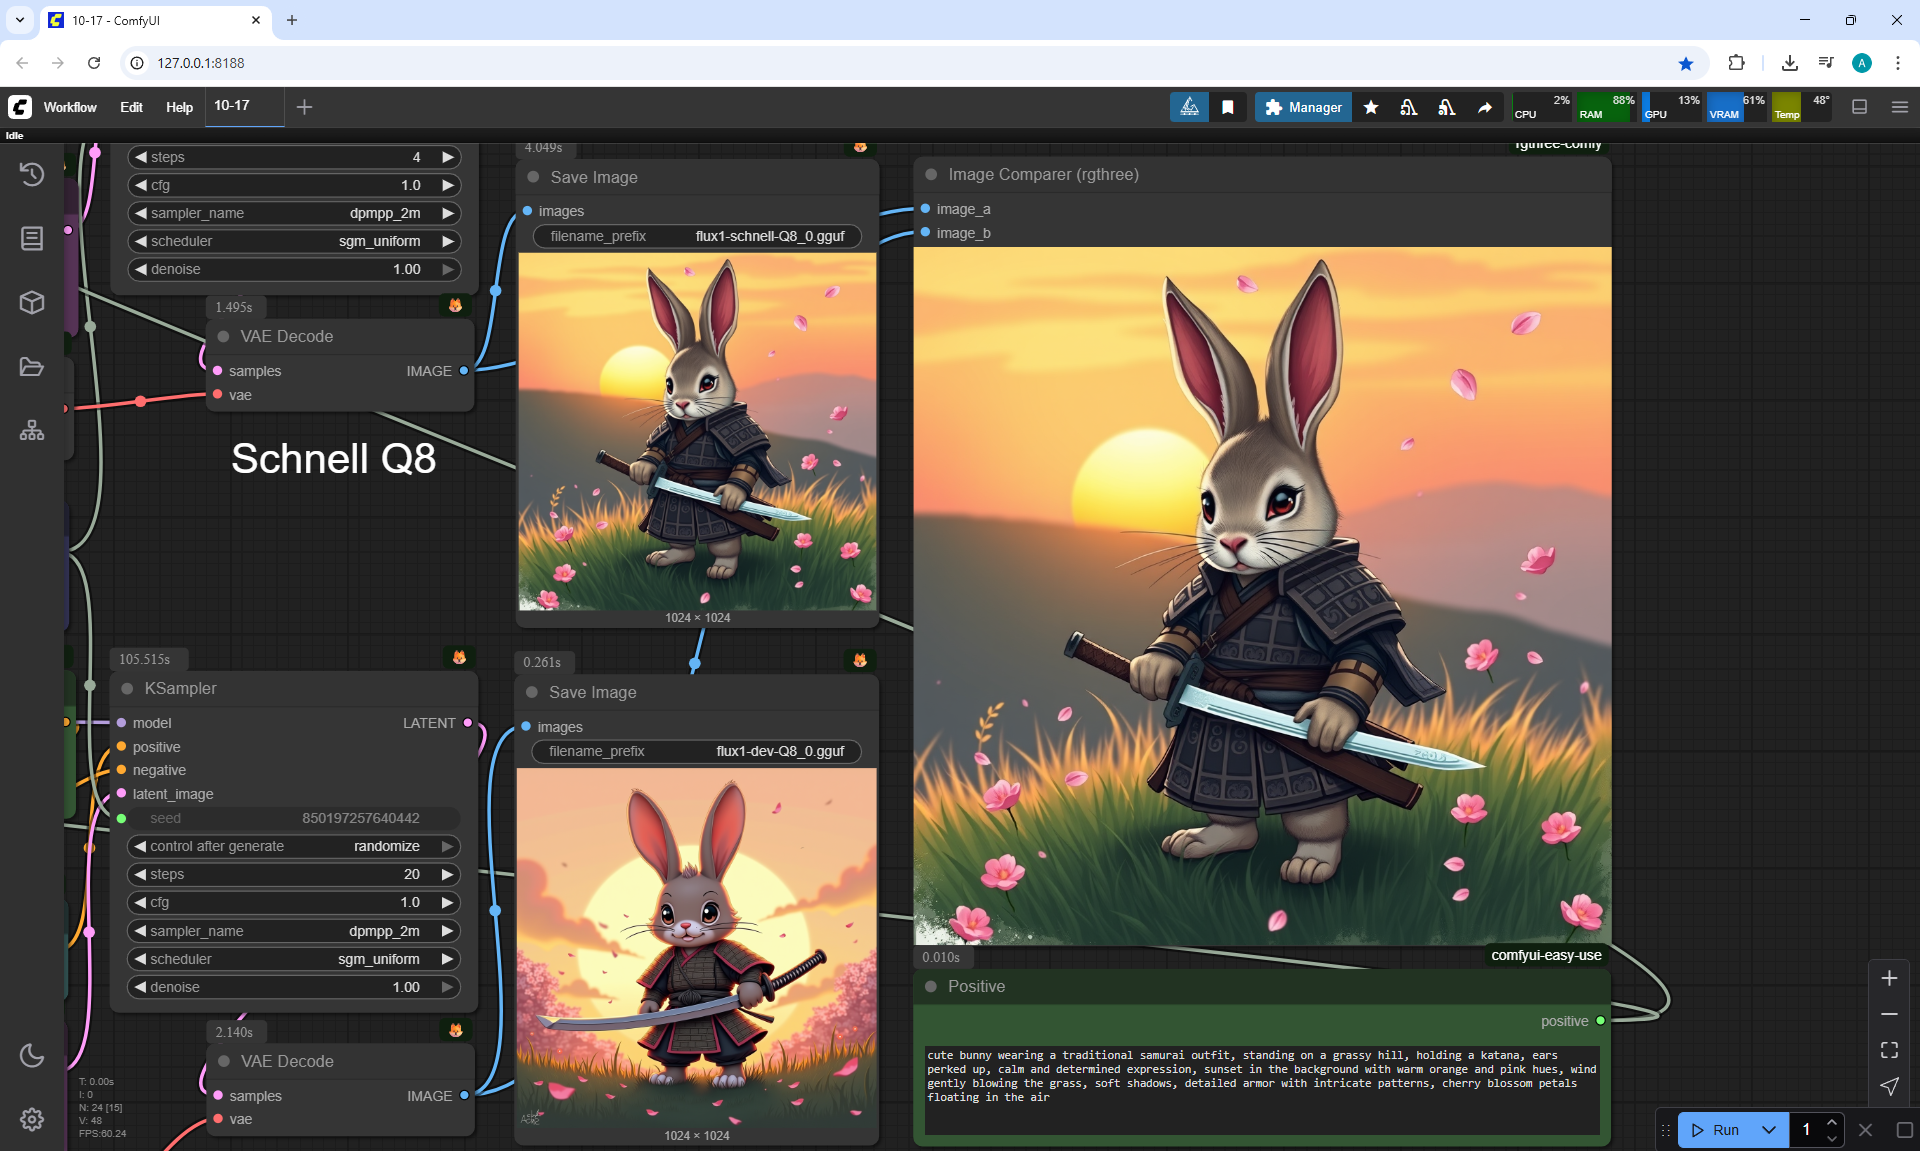 10-17 - ComfyUI
127.0.0.1:8188
A
Workflow
Edit
Help
10-17
Manager
CPU 2%
RAM 88%
GPU 13%
VRAM 61%
Temp 48°
Idle
steps 4
cfg 1.0
sampler_name dpmpp_2m
scheduler sgm_uniform
denoise 1.00
1.495s
VAE Decode
samples IMAGE
vae
Schnell Q8
4.049s
Save Image
images
filename_prefix flux1-schnell-Q8_0.gguf
1024 × 1024
rgthree-comfy
Image Comparer (rgthree)
image_a
image_b
105.515s
KSampler
model LATENT
positive
negative
latent_image
seed 850197257640442
control after generate randomize
steps 20
cfg 1.0
sampler_name dpmpp_2m
scheduler sgm_uniform
denoise 1.00
2.140s
VAE Decode
samples IMAGE
vae
0.261s
Save Image
images
filename_prefix flux1-dev-Q8_0.gguf
1024 × 1024
0.010s
comfyui-easy-use
Positive
positive
cute bunny wearing a traditional samurai outfit, standing on a grassy hill, holding a katana, ears
perked up, calm and determined expression, sunset in the background with warm orange and pink hues, wind
gently blowing the grass, soft shadows, detailed armor with intricate patterns, cherry blossom petals
floating in the air
T: 0.00s
I: 0
N: 24 [15]
V: 48
FPS:60.24
Run
1